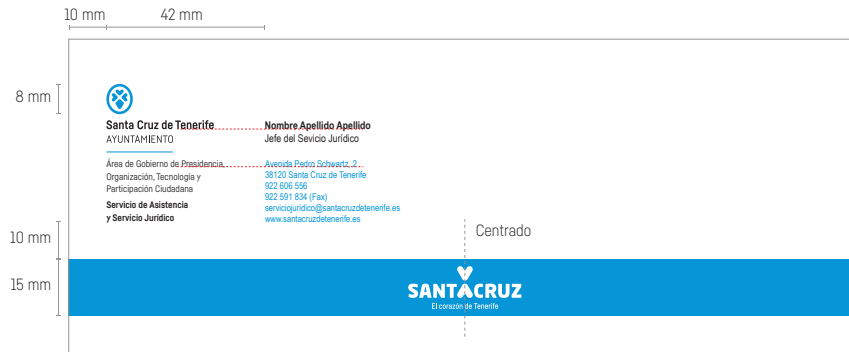 10 mm
42 mm
8 mm
Santa Cruz de Tenerife
AYUNTAMIENTO
Nombre Apellido Apellido
Jefe del Sevicio Jurídico
Área de Gobierno de Presidencia,
Organización, Tecnología y
Participación Ciudadana
Servicio de Asistencia
y Servicio Jurídico
Avenida Pedro Schwartz, 2
38120 Santa Cruz de Tenerife
922 606 556
922 591 834 (Fax)
serviciojuridico@santacruzdetenerife.es
www.santacruzdetenerife.es
10 mm
Centrado
15 mm
SANTACRUZ
El corazón de Tenerife